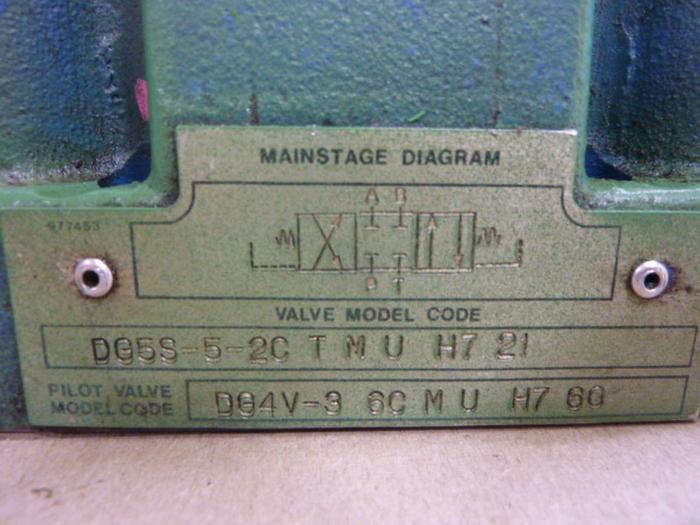 MAINSTAGE DIAGRAM
A B
977453
P T
VALVE MODEL CODE
DG5S-5-2C T M U H7 21
PILOT VALVE
MODEL CODE
DG4V-3 6C M U H7 60